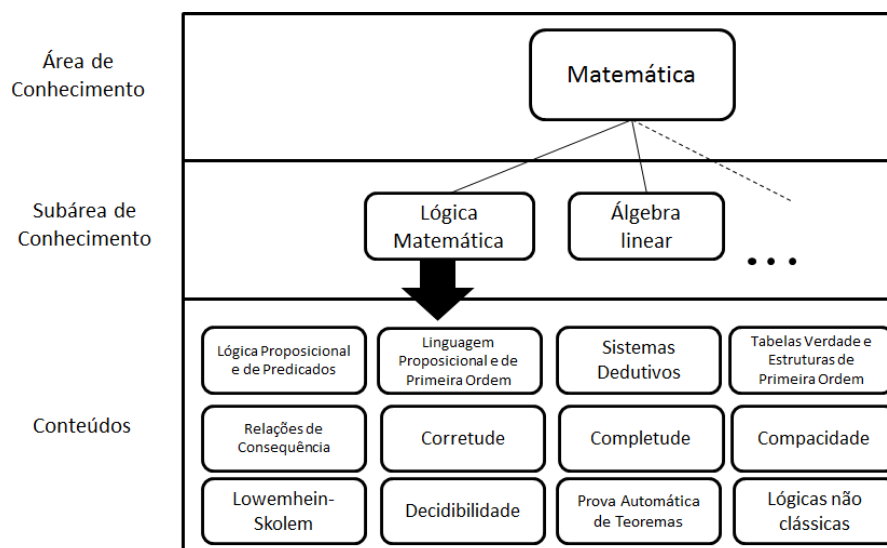 Área de
Conhecimento
Matemática
Subárea de
Conhecimento
Lógica
Matemática
Álgebra
linear
...
Conteúdos
Lógica Proposicional
e de Predicados
Linguagem
Proposicional e de
Primeira Ordem
Sistemas
Dedutivos
Tabelas Verdade e
Estruturas de
Primeira Ordem
Relações de
Consequência
Corretude
Completude
Compacidade
Lowemhein-
Skolem
Decidibilidade
Prova Automática
de Teoremas
Lógicas não
clássicas